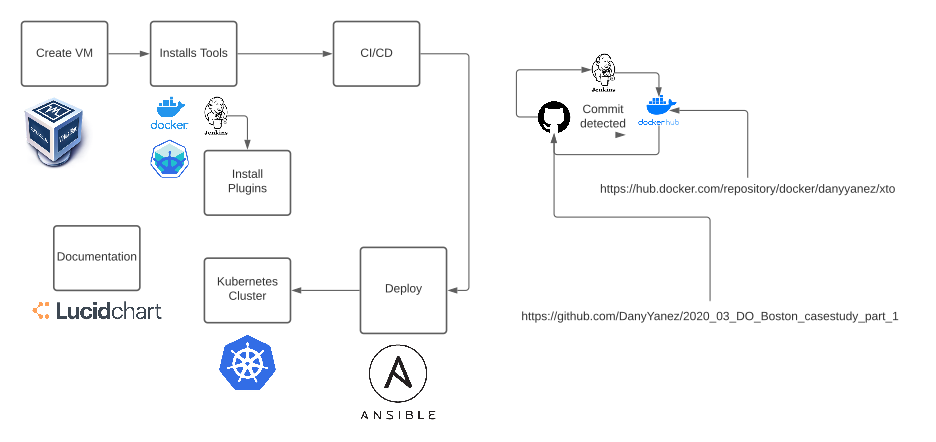 Create VM
Installs Tools
CI/CD
docker
Jenkins
Install
Plugins
Documentation
Lucidchart
Kubernetes
Cluster
Deploy
ANSIBLE
Jenkins
Commit
detected
dockerhub
https://hub.docker.com/repository/docker/danyyanez/xto
https://github.com/DanyYanez/2020_03_DO_Boston_casestudy_part_1